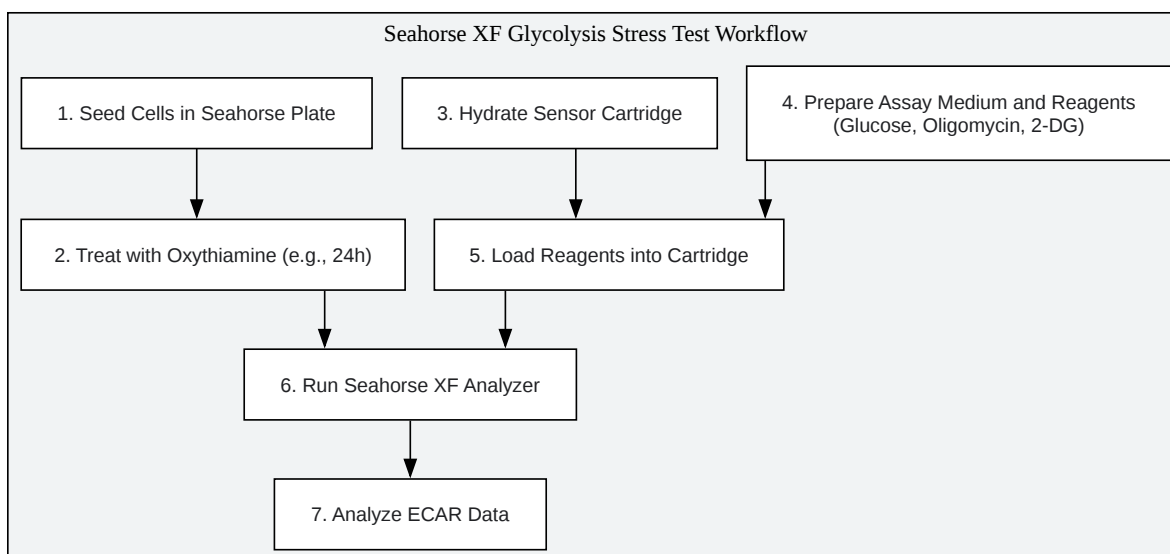 Seahorse XF Glycolysis Stress Test Workflow
1. Seed Cells in Seahorse Plate
3. Hydrate Sensor Cartridge
4. Prepare Assay Medium and Reagents
(Glucose, Oligomycin, 2-DG)
2. Treat with Oxythiamine (e.g., 24h)
5. Load Reagents into Cartridge
6. Run Seahorse XF Analyzer
7. Analyze ECAR Data